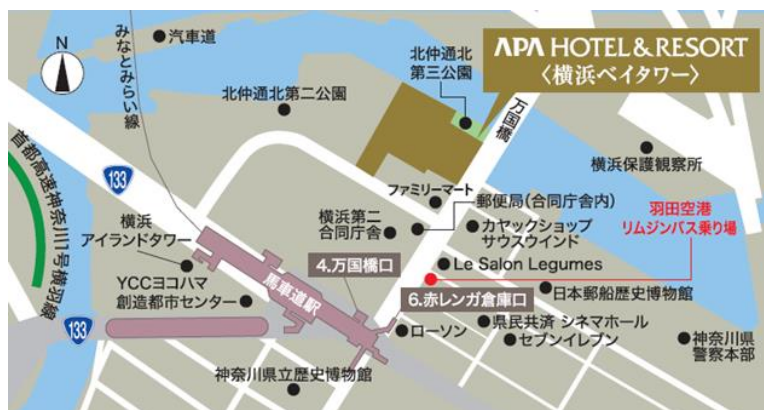 N
汽車道
みなとみらい線
北仲通北
第三公園
APA HOTEL&RESORT
〈横浜ベイタワー〉
北仲通北第二公園
万国橋
首都高速神奈川1号横羽線
133
横浜保護観察所
ファミリーマート
郵便局(合同庁舎内)
羽田空港
リムジンバス乗り場
横浜
アイランドタワー
横浜第二
合同庁舎
カヤックショップ
サウスウインド
4.万国橋口
Le Salon Legumes
YCCヨコハマ
創造都市センター
馬車道駅
6.赤レンガ倉庫口
日本郵船歴史博物館
133
ローソン
県民共済 シネマホール
セブンイレブン
神奈川県
警察本部
神奈川県立歴史博物館